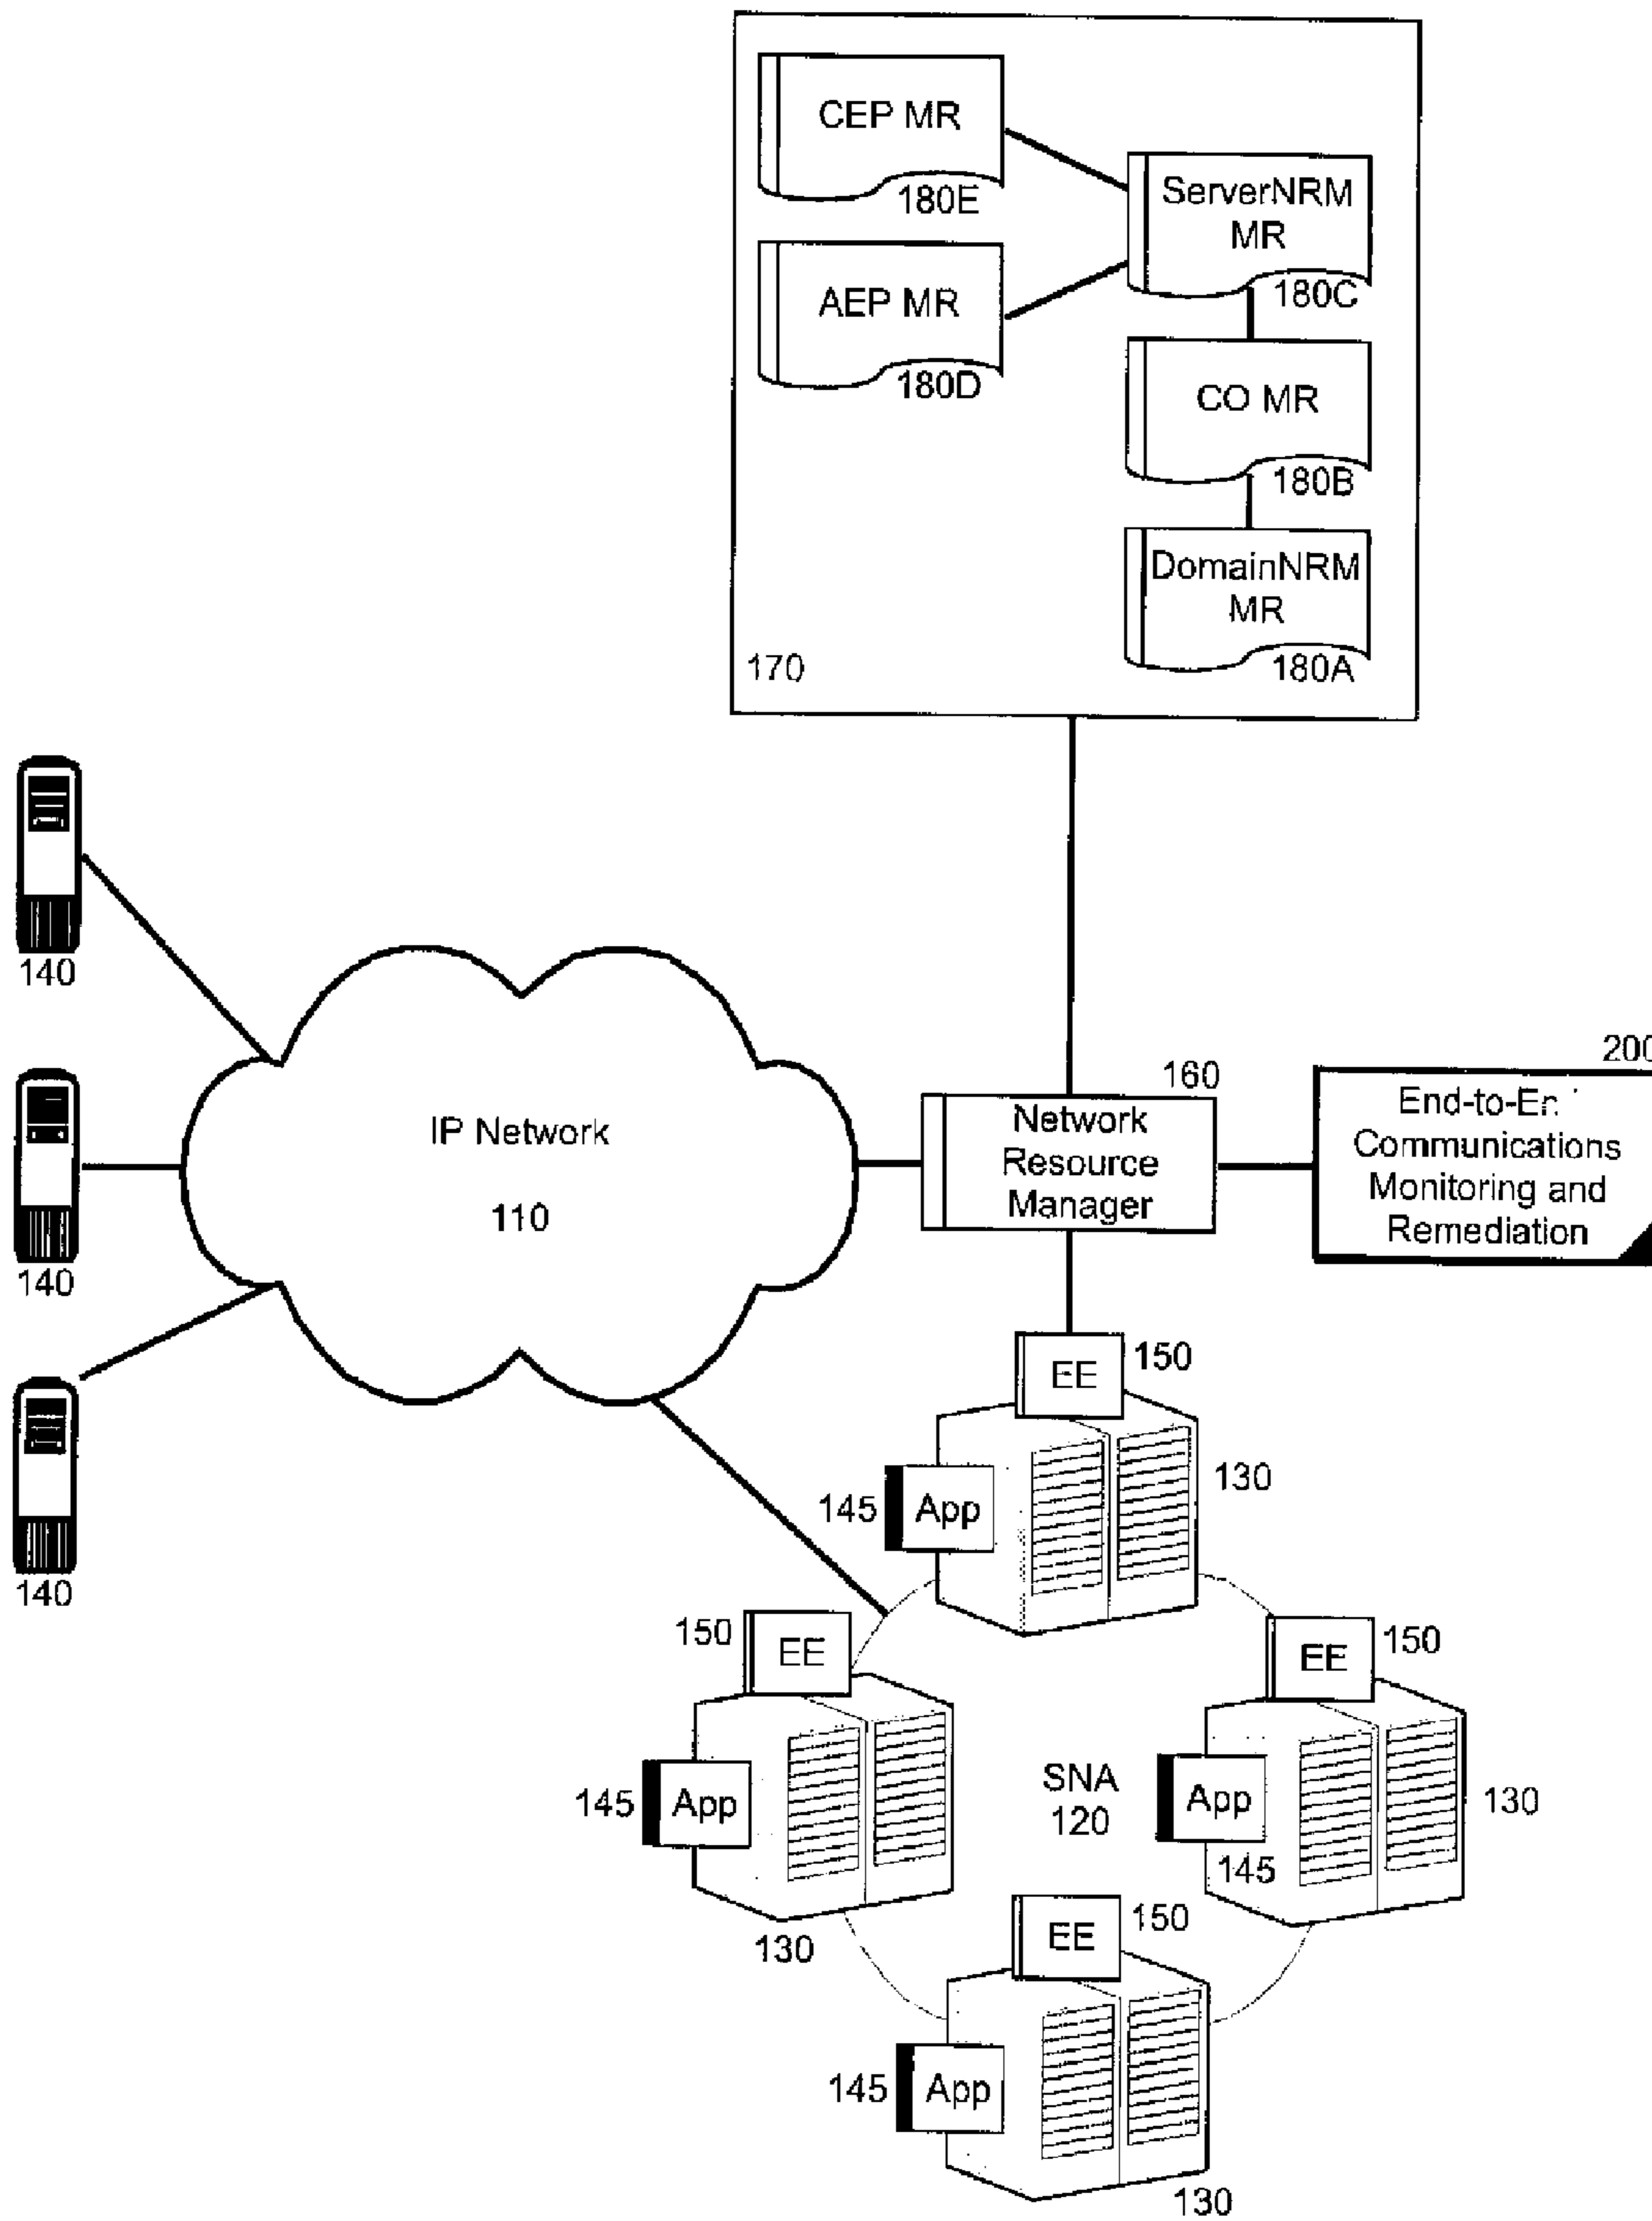 CEP MR
180E
ServerNRM
MR
180C
AEP MR
180D
CO MR
180B
DomainNRM
MR
180A
170
140
140
140
IP Network
110
160
Network
Resource
Manager
200
Communications
Monitoring and
Remediation
EE
150
App
145
130
EE
150
App
145
130
EE
150
App
145
130
SNA
120
EE
150
App
145
130